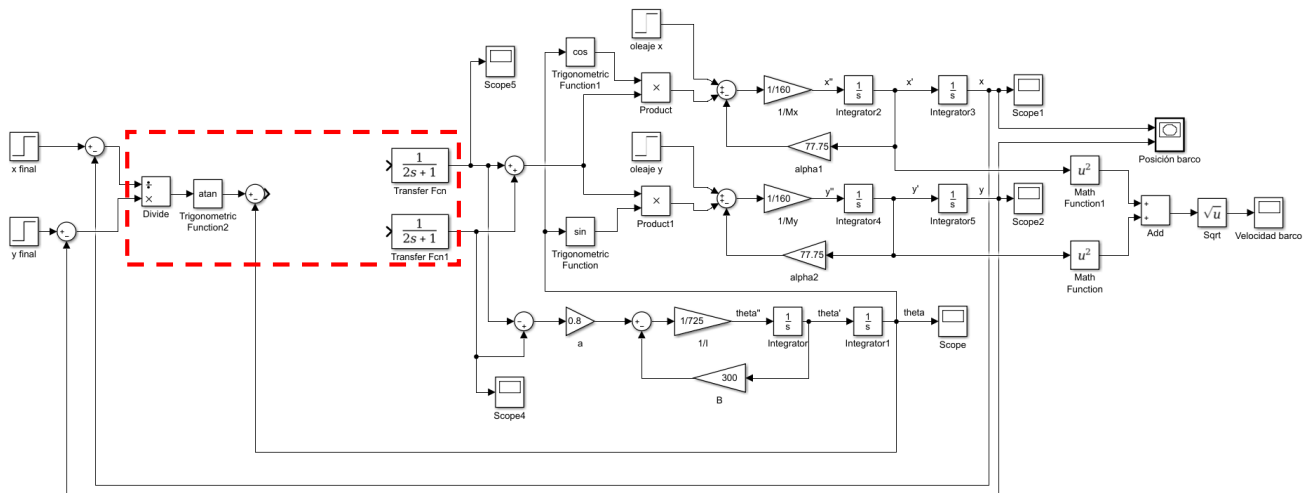 oleaje x
cos
Trigonometric
Function1
Scope5
×
Product
1/160
1/Mx
x''
1
s
Integrator2
x'
1
s
Integrator3
x
Scope1
77.75
alpha1
Posición barco
x final
÷
×
Divide
atan
Trigonometric
Function2
1
2s + 1
Transfer Fcn
1
2s + 1
Transfer Fcn1
y final
oleaje y
×
Product1
sin
Trigonometric
Function
1/160
1/My
y''
1
s
Integrator4
y'
1
s
Integrator5
y
Scope2
77.75
alpha2
u²
Math
Function1
u²
Math
Function
Add
√u
Sqrt
Velocidad barco
0.8
a
1/725
1/I
theta''
1
s
Integrator
theta'
1
s
Integrator1
theta
Scope
300
B
Scope4